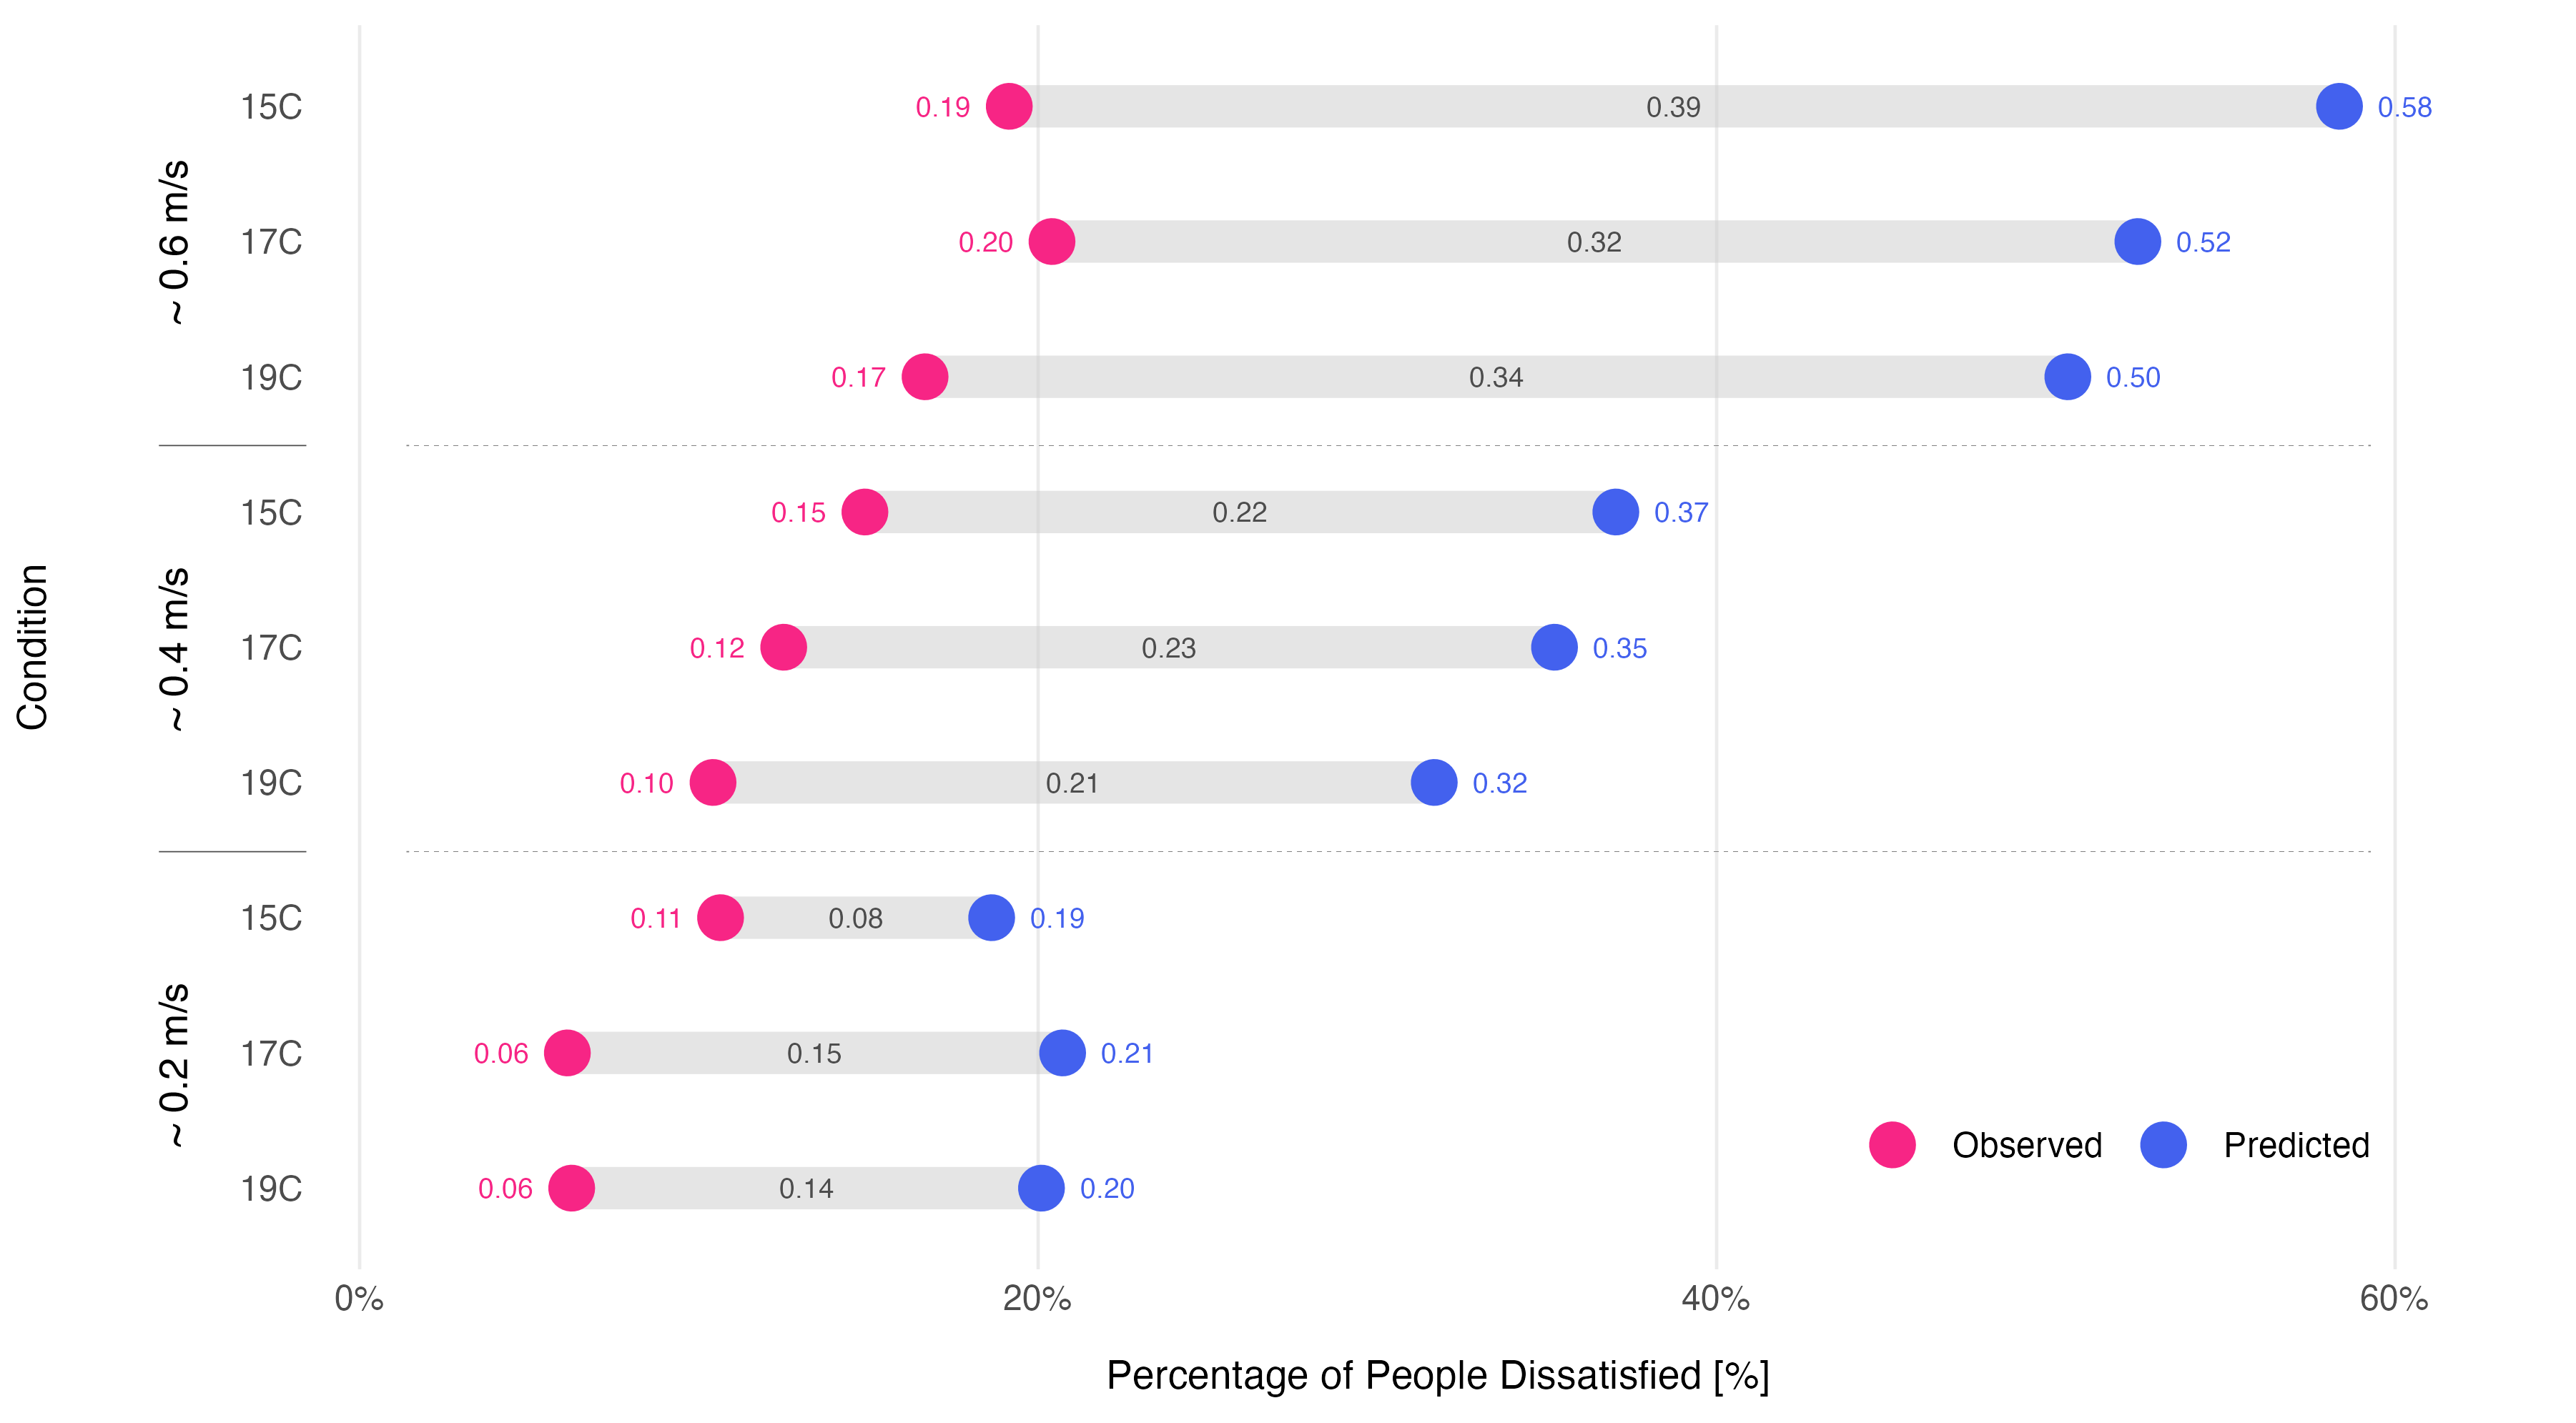 Condition
~ 0.6 m/s
15C 0.19 0.39 0.58
17C 0.20 0.32 0.52
19C 0.17 0.34 0.50
~ 0.4 m/s
15C 0.15 0.22 0.37
17C 0.12 0.23 0.35
19C 0.10 0.21 0.32
~ 0.2 m/s
15C 0.11 0.08 0.19
17C 0.06 0.15 0.21
19C 0.06 0.14 0.20
Observed Predicted
0% 20% 40% 60%
Percentage of People Dissatisfied [%]